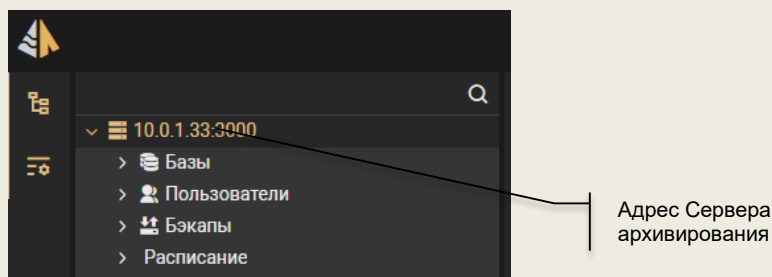 10.0.1.33:3000
Базы
Пользователи
Бэкапы
Расписание
Адрес Сервера
архивирования